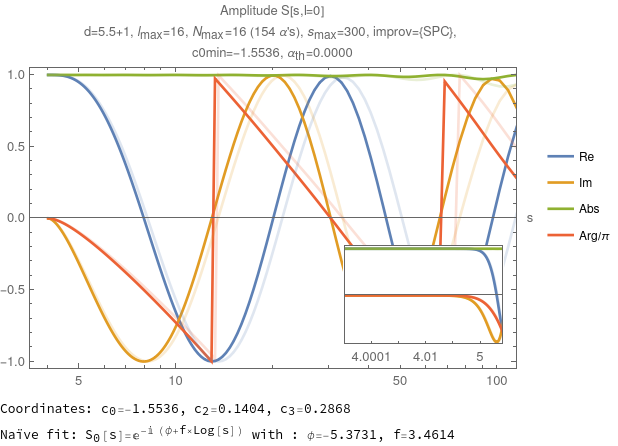 Amplitude S[s,l=0]
d=5.5+1, lmax=16, Nmax=16 (154 α's), smax=300, improv={SPC},
c0min=-1.5536, αth=0.0000
1.0
0.5
0.0
-0.5
-1.0
s
Re
Im
Abs
Arg/π
4.0001 4.01 5
5 10 50 100
Coordinates: c₀=-1.5536, c₂=0.1404, c₃=0.2868
Naïve fit: S₀[s]=e^-i (ϕ+f×Log[s]) with : ϕ=-5.3731, f=3.4614